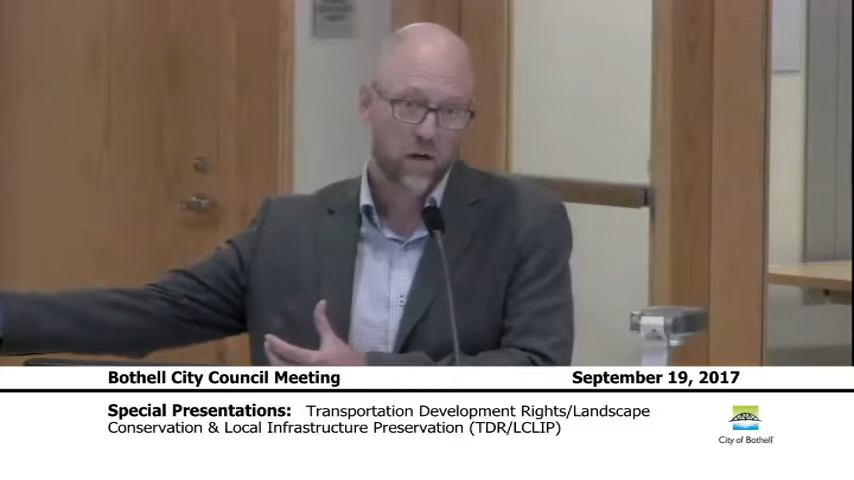 Bothell City Council Meeting September 19, 2017
Special Presentations: Transportation Development Rights/Landscape
Conservation & Local Infrastructure Preservation (TDR/LCLIP)
City of Bothell